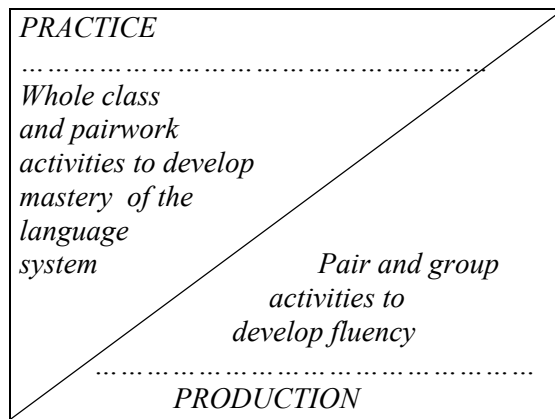 PRACTICE
… … … … … … … … … … … … … … … …
Whole class
and pairwork
activities to develop
mastery of the
language
system
Pair and group
activities to
develop fluency
… … … … … … … … … … … … … … …
PRODUCTION